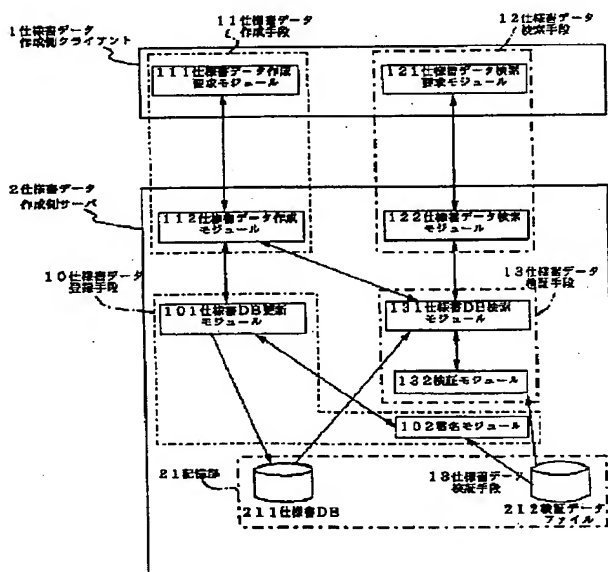 1仕様書データ
作成側クライアント
11仕様書データ
作成手段
12仕様書データ
検索手段
111仕様書データ作成
要求モジュール
121仕様書データ検索
要求モジュール
2仕様書データ
作成側サーバ
112仕様書データ作成
モジュール
122仕様書データ検索
モジュール
10仕様書データ
登録手段
13仕様書データ
検証手段
101仕様書DB更新
モジュール
131仕様書DB検索
モジュール
132検証モジュール
102署名モジュール
21記憶部
13仕様書データ
検証手段
211仕様書DB
212検証データ
ファイル